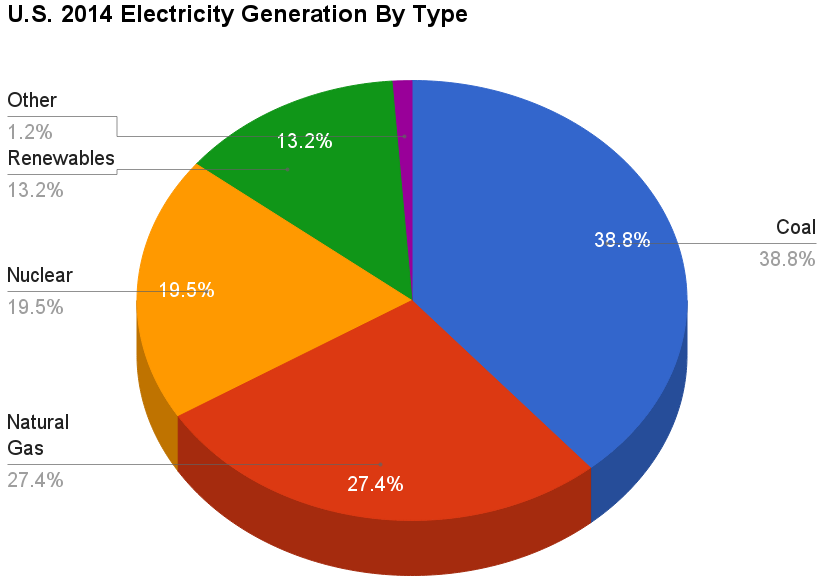 U.S. 2014 Electricity Generation By Type
Other
1.2%
Renewables
13.2%
Nuclear
19.5%
Natural
Gas
27.4%
13.2%
19.5%
27.4%
38.8%
Coal
38.8%